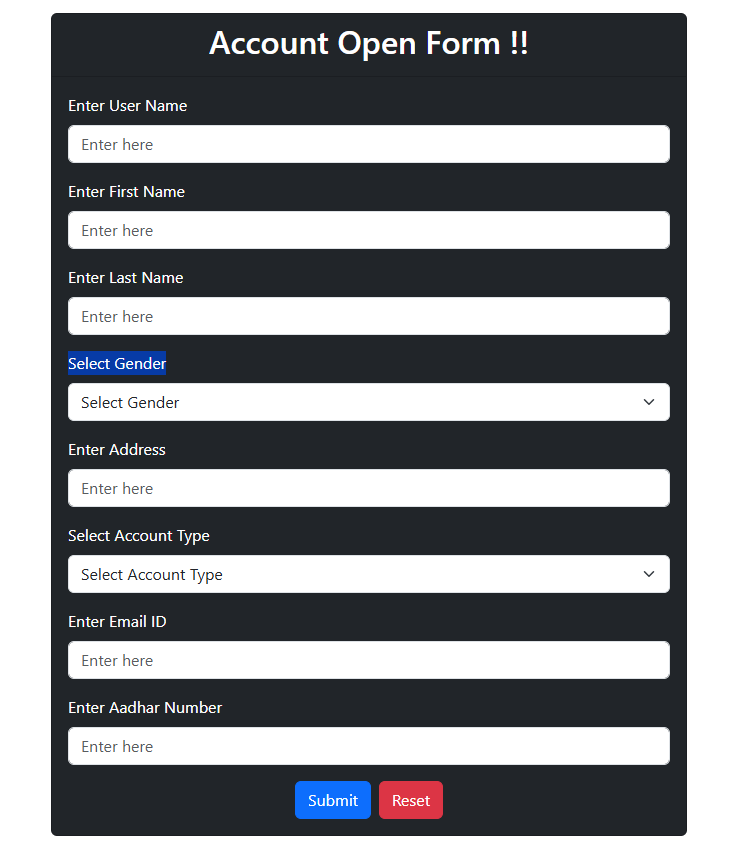 Account Open Form !!
Enter User Name
Enter here
Enter First Name
Enter here
Enter Last Name
Enter here
Select Gender
Select Gender
Enter Address
Enter here
Select Account Type
Select Account Type
Enter Email ID
Enter here
Enter Aadhar Number
Enter here
Submit Reset